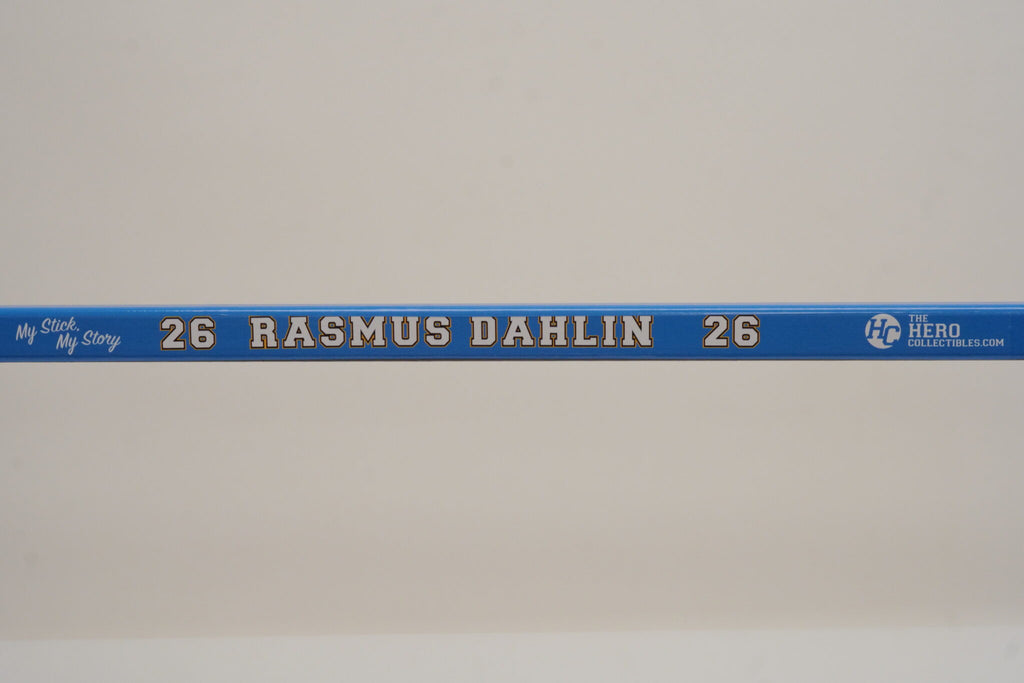 My Stick.
My Story
26 RASMUS DAHLIN 26
HC THE
HERO
COLLECTIBLES.COM